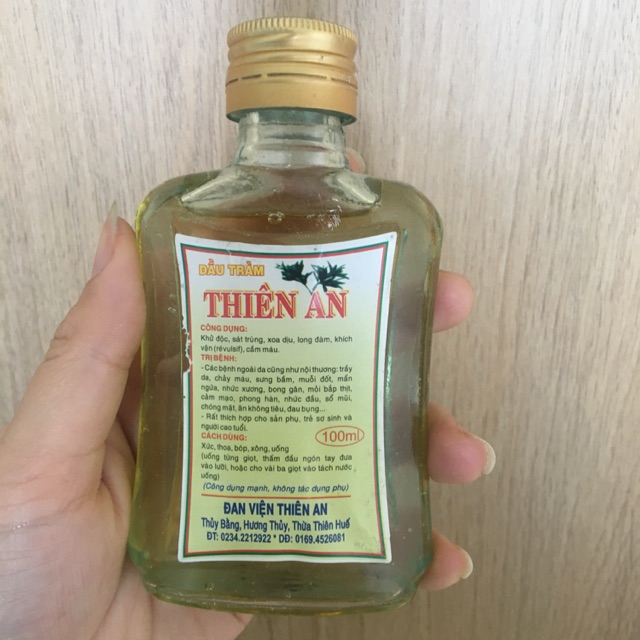 DẦU TRÀM
THIÊN AN
CÔNG DỤNG:
Khử độc, sát trùng, xoa dịu, long đàm, khích
vận (révulsif), cầm máu.
TRỊ BỆNH:
- Các bệnh ngoài da cũng như nội thương: trầy
da, chảy máu, sưng bầm, muỗi đốt, mẩn
ngứa, nhức xương, bong gân, mỏi bắp thịt,
cảm mạo, phong hàn, nhức đầu, sổ mũi,
chóng mặt, ăn không tiêu, đau bụng...
- Rất thích hợp cho sản phụ, trẻ sơ sinh và
người cao tuổi.
100ml
CÁCH DÙNG:
Xức, thoa, bóp, xông, uống
(uống từng giọt, thấm đầu ngón tay đưa
vào lưỡi, hoặc cho vài ba giọt vào tách nước
uống)
(Công dụng mạnh, không tác dụng phụ)
ĐAN VIỆN THIÊN AN
Thủy Bằng, Hương Thủy, Thừa Thiên Huế
ĐT: 0234.2212922 * DĐ: 0169.4526081